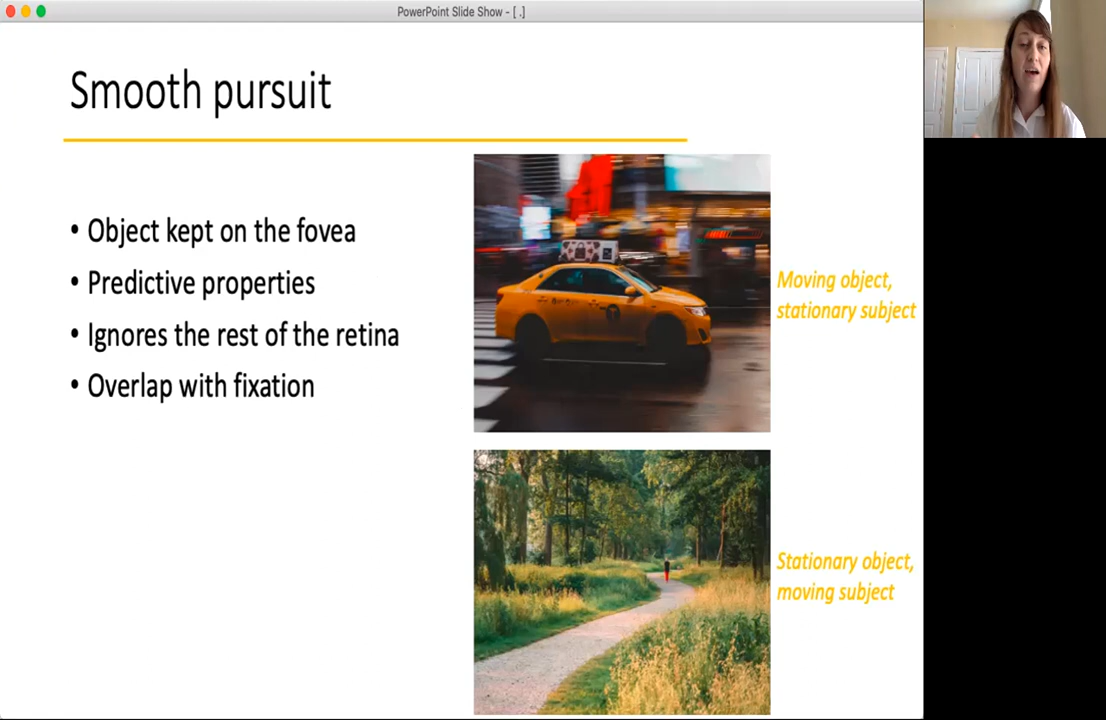 PowerPoint Slide Show - [ .]
Smooth pursuit
• Object kept on the fovea
• Predictive properties
• Ignores the rest of the retina
• Overlap with fixation
Moving object,
stationary subject
Stationary object,
moving subject